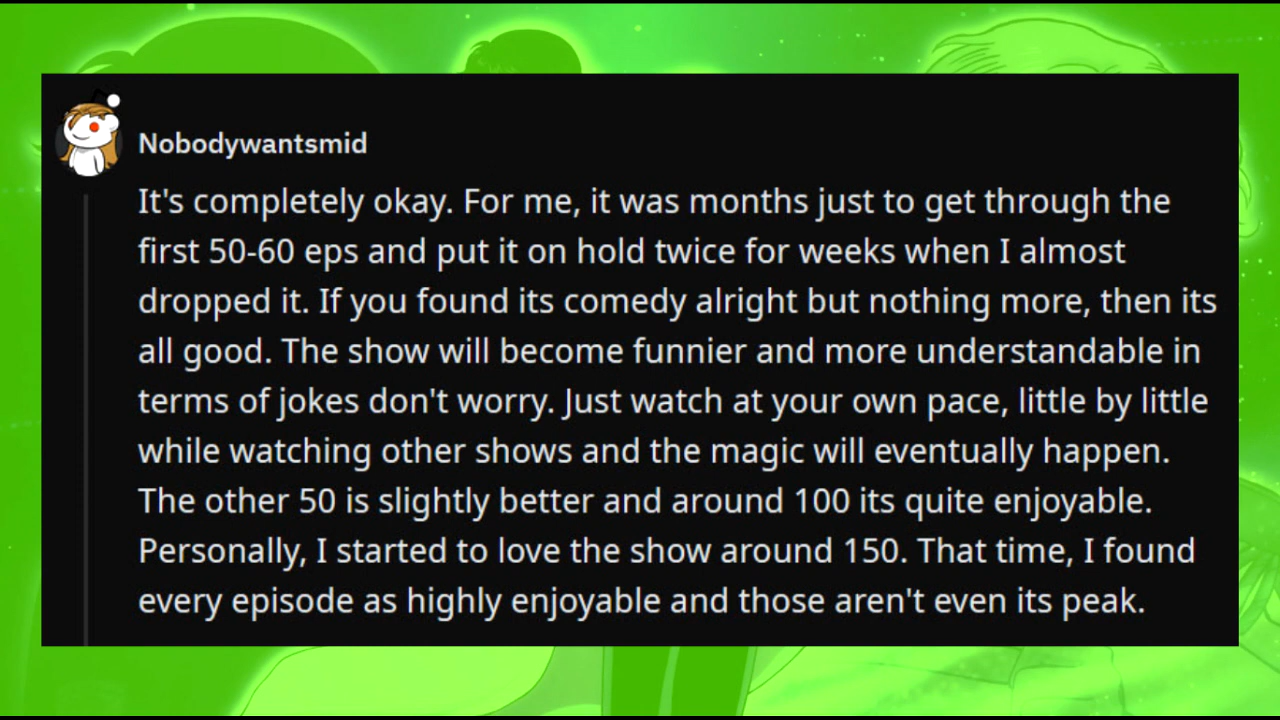 Nobodywantsmid
It's completely okay. For me, it was months just to get through the
first 50-60 eps and put it on hold twice for weeks when I almost
dropped it. If you found its comedy alright but nothing more, then its
all good. The show will become funnier and more understandable in
terms of jokes don't worry. Just watch at your own pace, little by little
while watching other shows and the magic will eventually happen.
The other 50 is slightly better and around 100 its quite enjoyable.
Personally, I started to love the show around 150. That time, I found
every episode as highly enjoyable and those aren't even its peak.